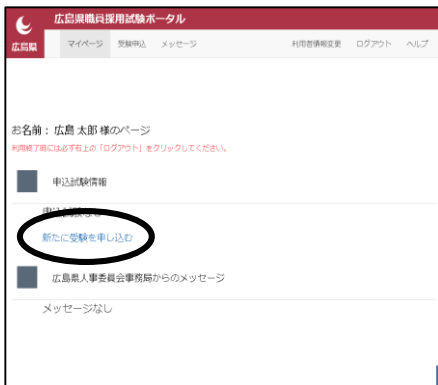 広島県職員採用試験ポータル
広島県
マイページ 受験申込 メッセージ 利用者情報変更 ログアウト ヘルプ
お名前：広島 太郎 様のページ
利用終了時には必ず右上の「ログアウト」をクリックしてください。
申込試験情報
申込試験なし
新たに受験を申し込む
広島県人事委員会事務局からのメッセージ
メッセージなし